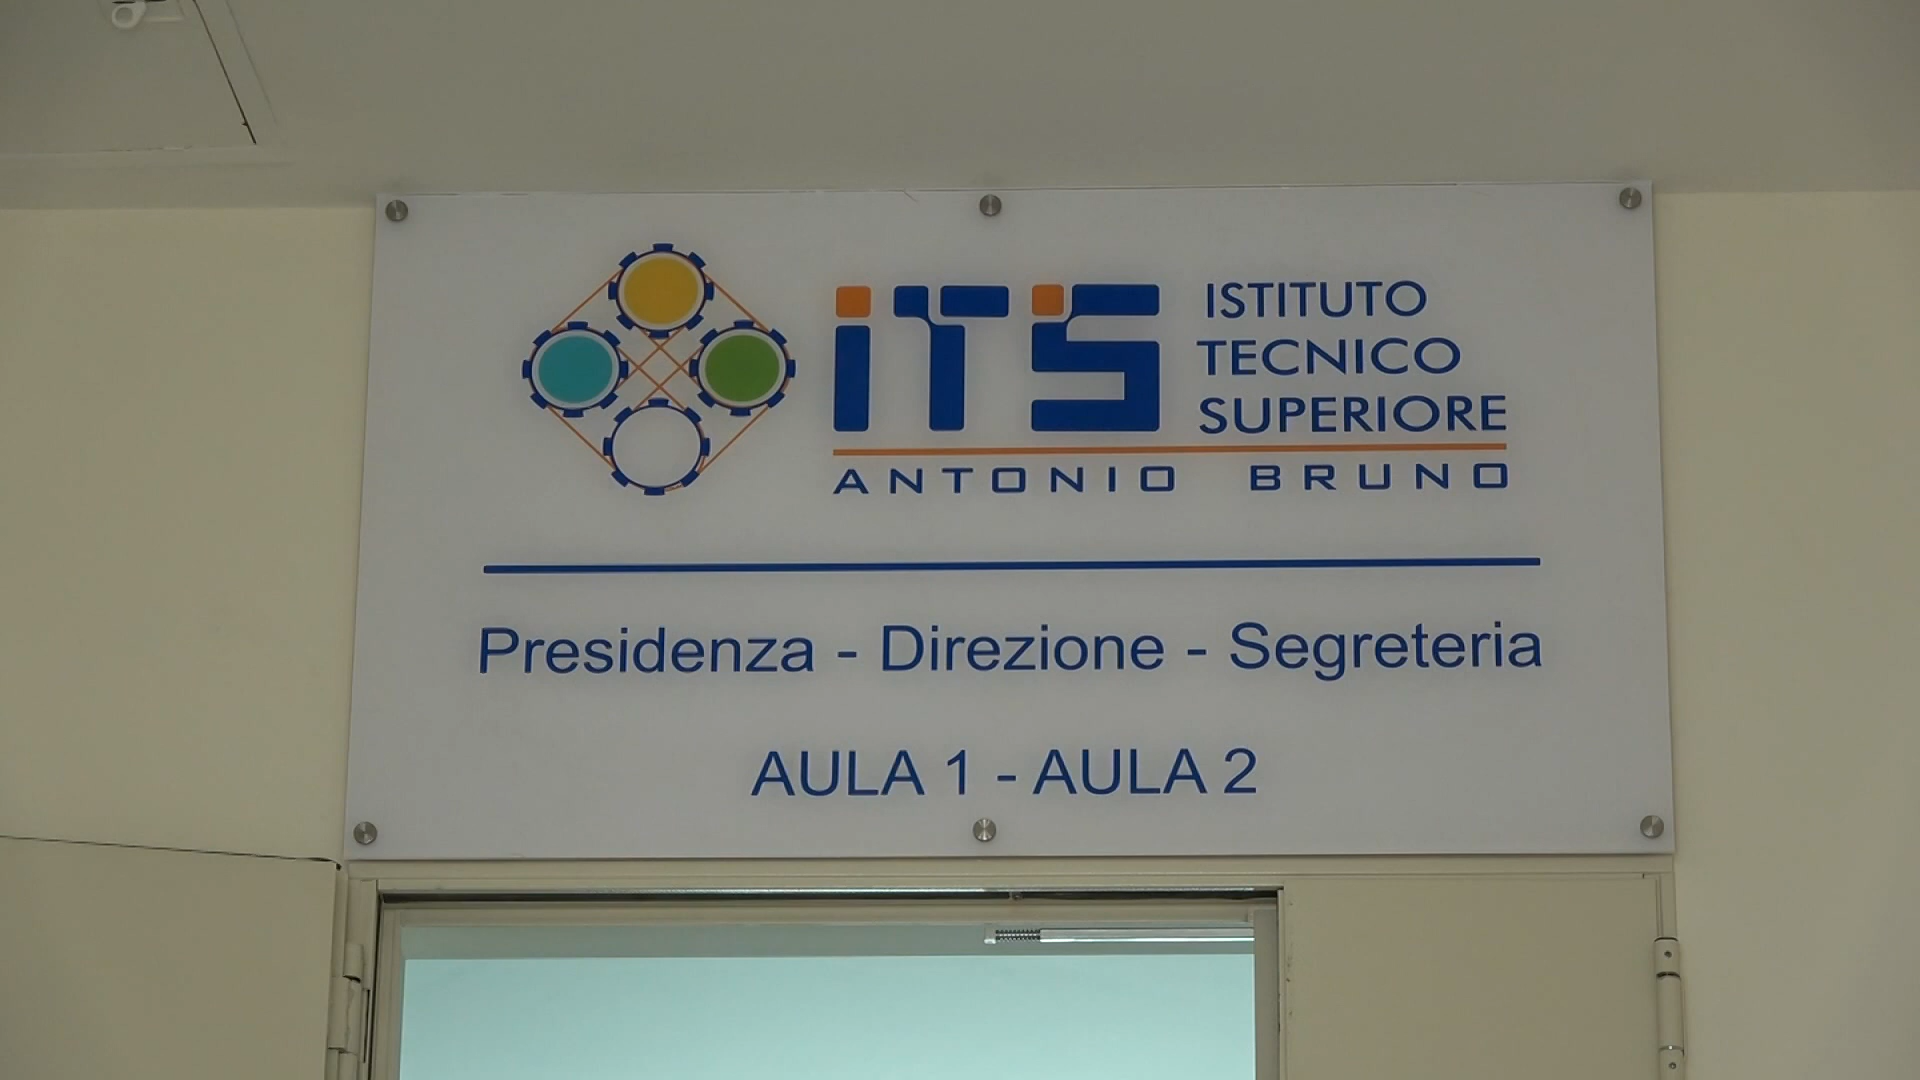 iTS
ISTITUTO
TECNICO
SUPERIORE
ANTONIO BRUNO
Presidenza - Direzione - Segreteria
AULA 1 - AULA 2